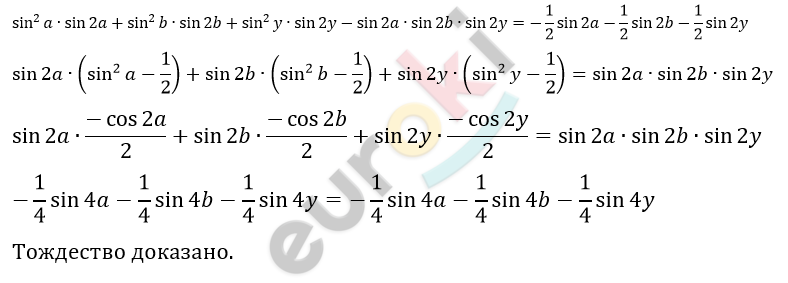 sin² a · sin 2a + sin² b · sin 2b + sin² y · sin 2y − sin 2a · sin 2b · sin 2y = −1/2 sin 2a − 1/2 sin 2b − 1/2 sin 2y
sin 2a · (sin² a − 1/2) + sin 2b · (sin² b − 1/2) + sin 2y · (sin² y − 1/2) = sin 2a · sin 2b · sin 2y
sin 2a · −cos 2a/2 + sin 2b · −cos 2b/2 + sin 2y · −cos 2y/2 = sin 2a · sin 2b · sin 2y
−1/4 sin 4a − 1/4 sin 4b − 1/4 sin 4y = −1/4 sin 4a − 1/4 sin 4b − 1/4 sin 4y
Тождество доказано.
euroki